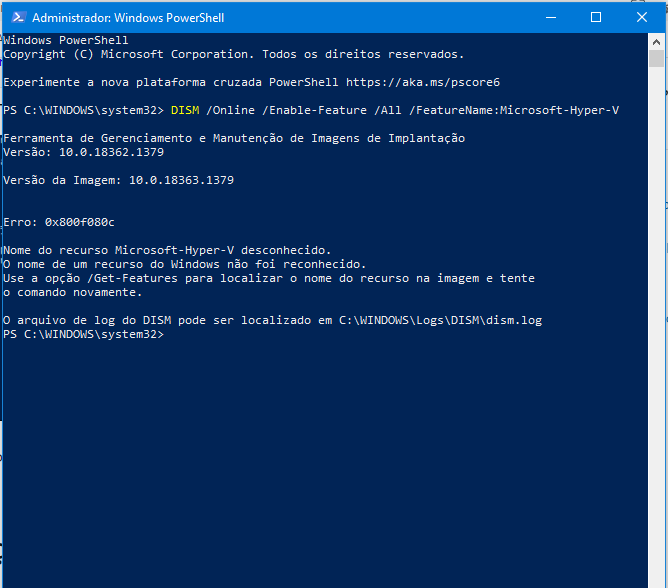 Administrador: Windows PowerShell
Windows PowerShell
Copyright (C) Microsoft Corporation. Todos os direitos reservados.
Experimente a nova plataforma cruzada PowerShell https://aka.ms/pscore6
PS C:\WINDOWS\system32> DISM /Online /Enable-Feature /All /FeatureName:Microsoft-Hyper-V
Ferramenta de Gerenciamento e Manutenção de Imagens de Implantação
Versão: 10.0.18362.1379
Versão da Imagem: 10.0.18363.1379
Erro: 0x800f080c
Nome do recurso Microsoft-Hyper-V desconhecido.
O nome de um recurso do Windows não foi reconhecido.
Use a opção /Get-Features para localizar o nome do recurso na imagem e tente
o comando novamente.
O arquivo de log do DISM pode ser localizado em C:\WINDOWS\Logs\DISM\dism.log
PS C:\WINDOWS\system32>